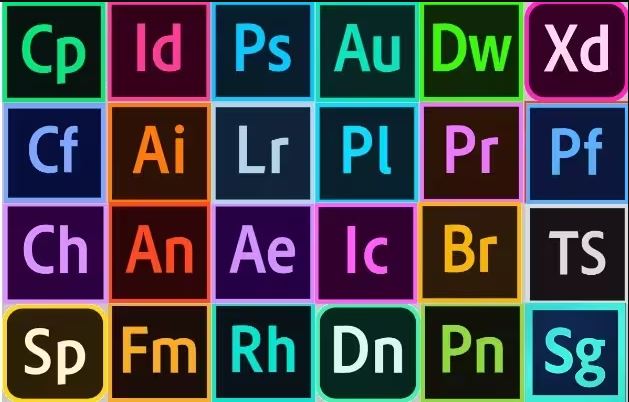 Cp Id Ps Au Dw Xd
Cf Ai Lr Pl Pr Pf
Ch An Ae Ic Br TS
Sp Fm Rh Dn Pn Sg